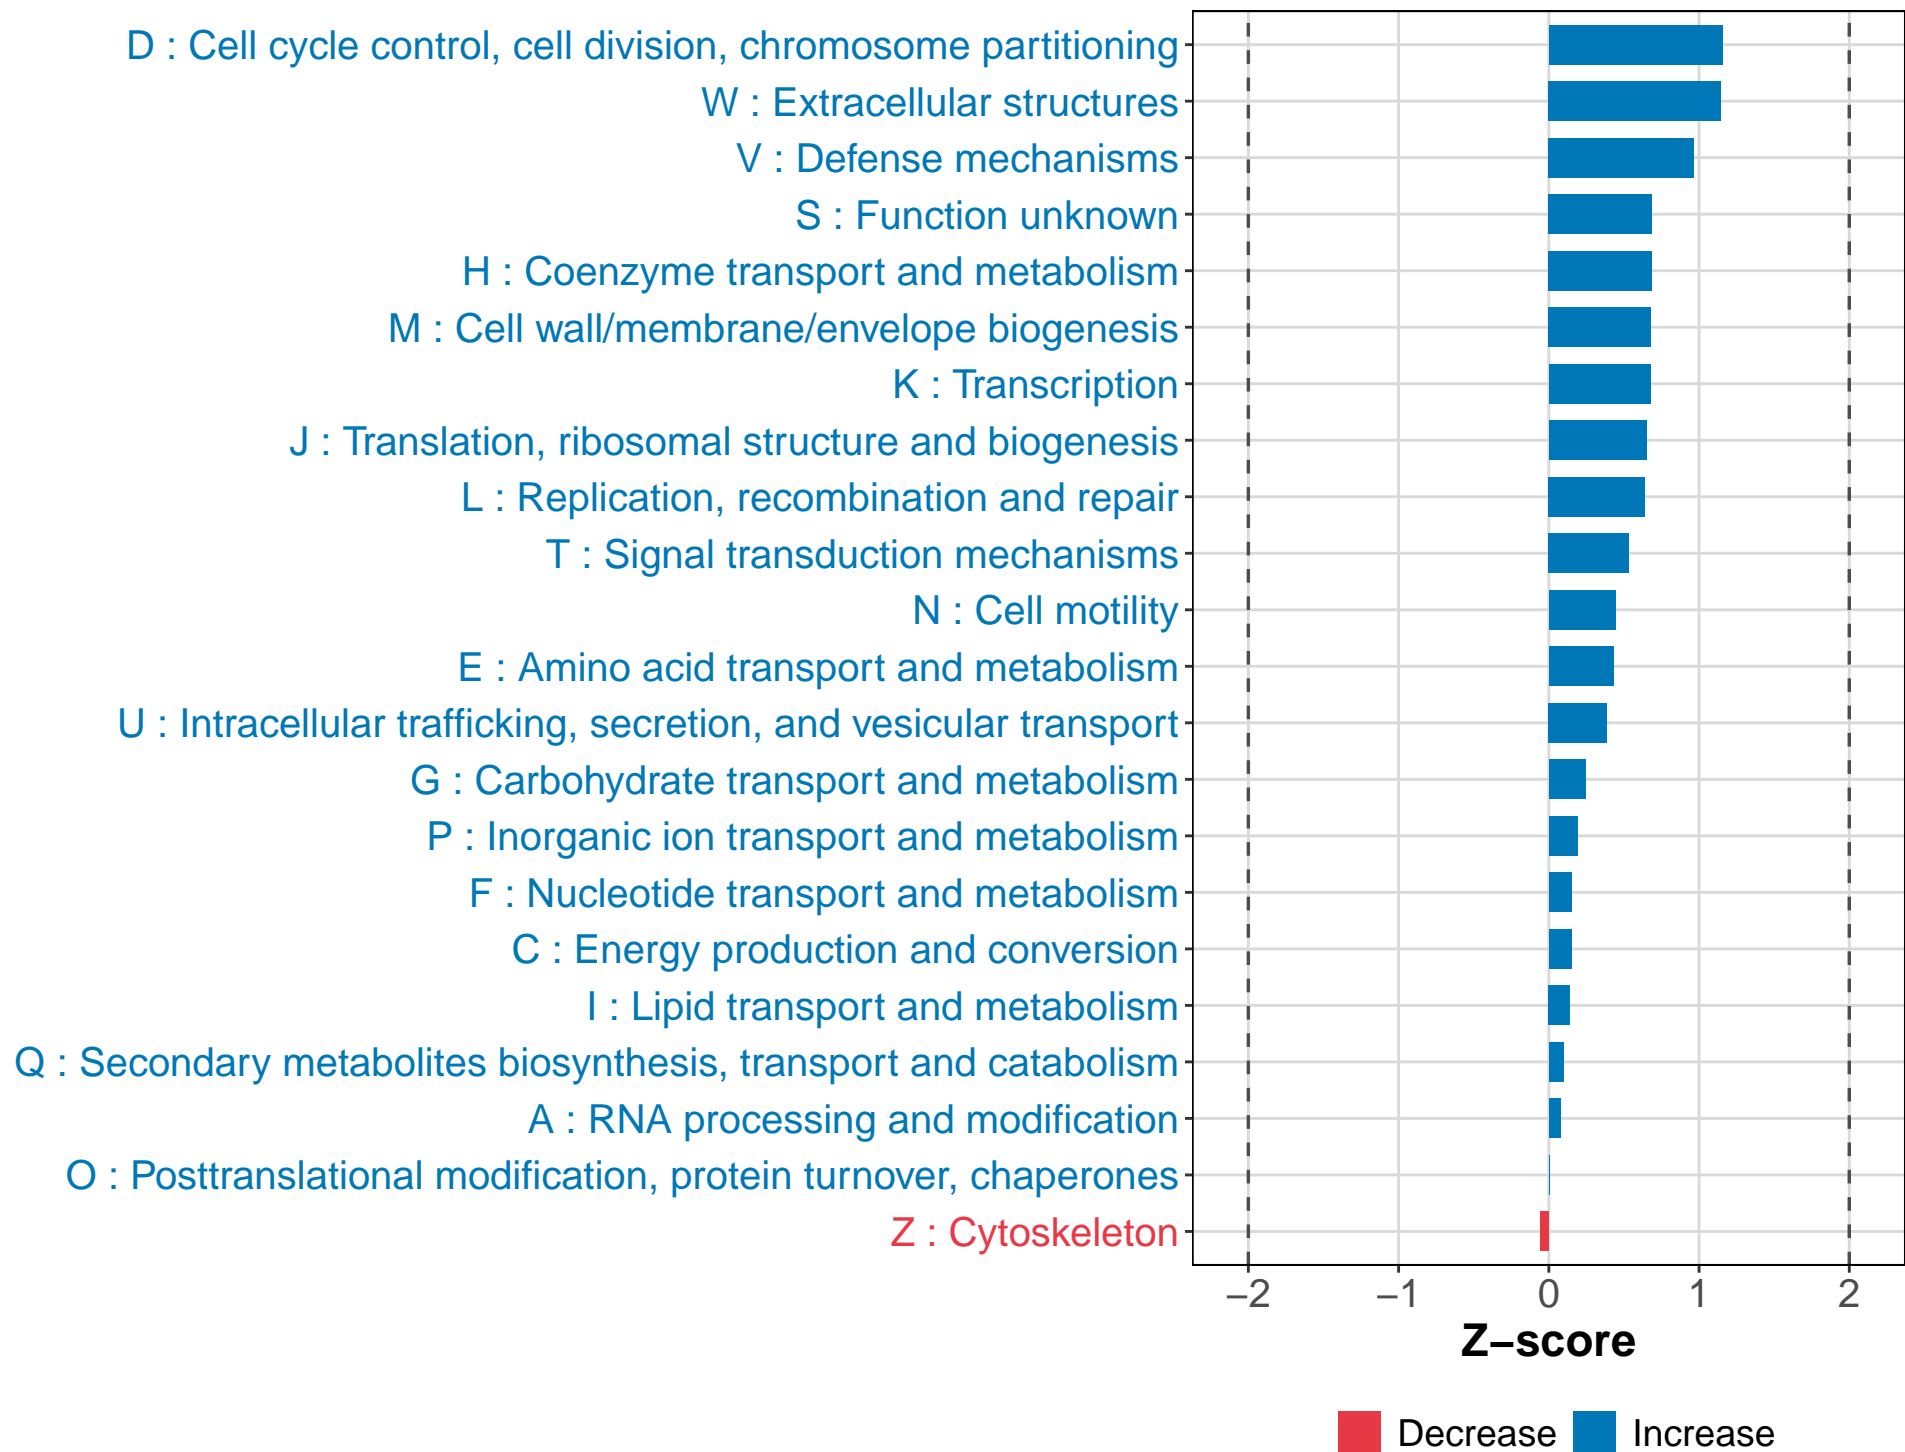 D : Cell cycle control, cell division, chromosome partitioning
W : Extracellular structures
V : Defense mechanisms
S : Function unknown
H : Coenzyme transport and metabolism
M : Cell wall/membrane/envelope biogenesis
K : Transcription
J : Translation, ribosomal structure and biogenesis
L : Replication, recombination and repair
T : Signal transduction mechanisms
N : Cell motility
E : Amino acid transport and metabolism
U : Intracellular trafficking, secretion, and vesicular transport
G : Carbohydrate transport and metabolism
P : Inorganic ion transport and metabolism
F : Nucleotide transport and metabolism
C : Energy production and conversion
I : Lipid transport and metabolism
Q : Secondary metabolites biosynthesis, transport and catabolism
A : RNA processing and modification
O : Posttranslational modification, protein turnover, chaperones
Z : Cytoskeleton
−2 −1 0 1 2
Z−score
Decrease Increase